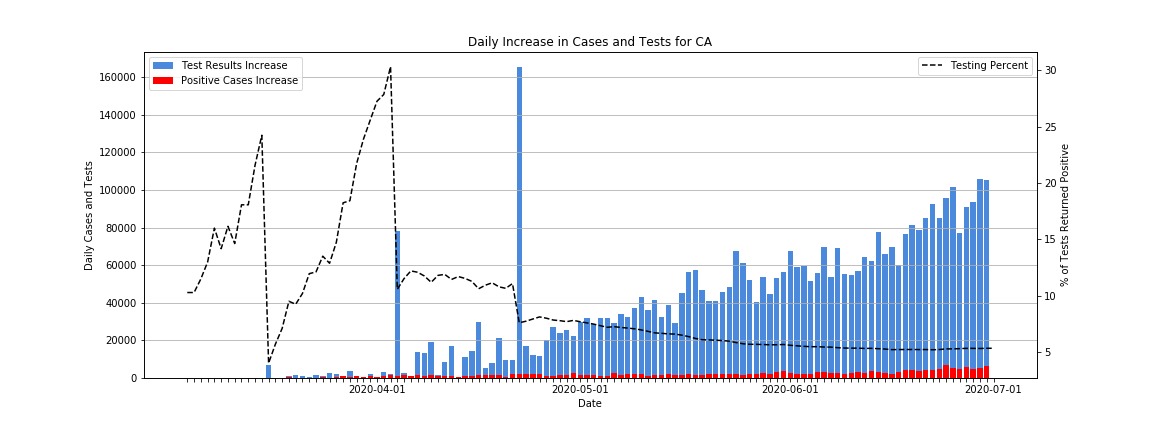 Daily Increase in Cases and Tests for CA
Test Results Increase
Positive Cases Increase
Testing Percent
160000
140000
120000
100000
80000
60000
40000
20000
0
Daily Cases and Tests
30
25
20
15
10
5
% of Tests Returned Positive
2020-04-01
2020-05-01
2020-06-01
2020-07-01
Date